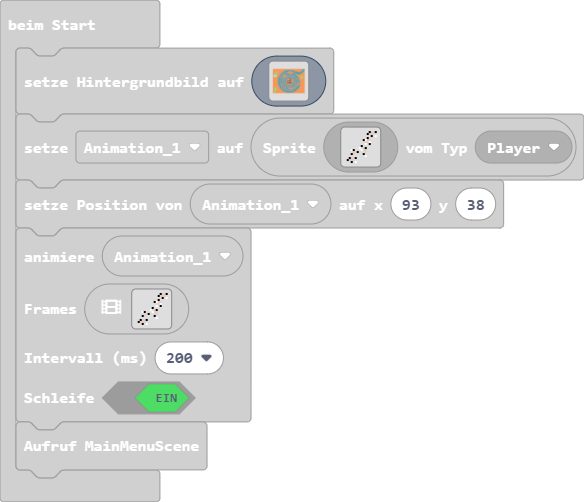 beim Start
setze Hintergrundbild auf
setze Animation_1 auf Sprite vom Typ Player
setze Position von Animation_1 auf x 93 y 38
animiere Animation_1
Frames
Intervall (ms) 200
Schleife EIN
Aufruf MainMenuScene